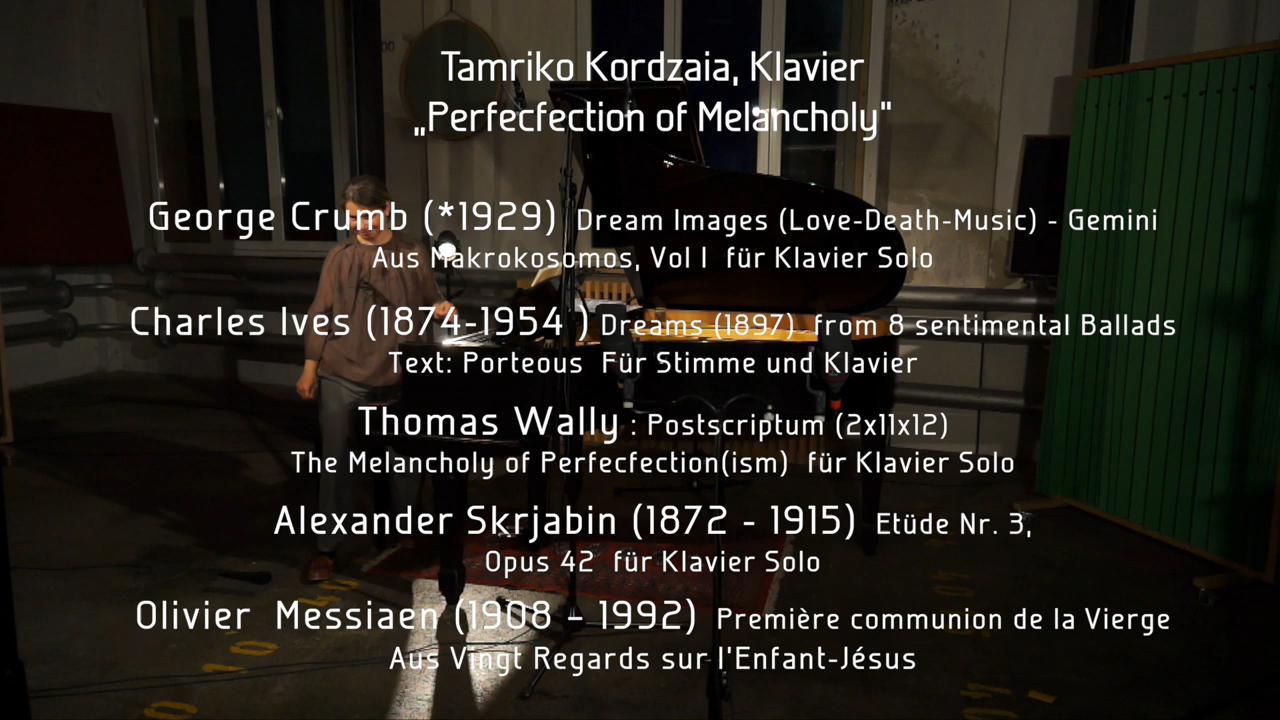 Tamriko Kordzaia, Klavier
„Perfecfection of Melancholy"
George Crumb (*1929) Dream Images (Love-Death-Music) - Gemini
Aus Makrokosomos, Vol I für Klavier Solo
Charles Ives (1874-1954 ) Dreams (1897) from 8 sentimental Ballads
Text: Porteous Für Stimme und Klavier
Thomas Wally : Postscriptum (2x11x12)
The Melancholy of Perfecfection(ism) für Klavier Solo
Alexander Skrjabin (1872 - 1915) Etüde Nr. 3,
Opus 42 für Klavier Solo
Olivier Messiaen (1908 – 1992) Première communion de la Vierge
Aus Vingt Regards sur l'Enfant-Jésus
10